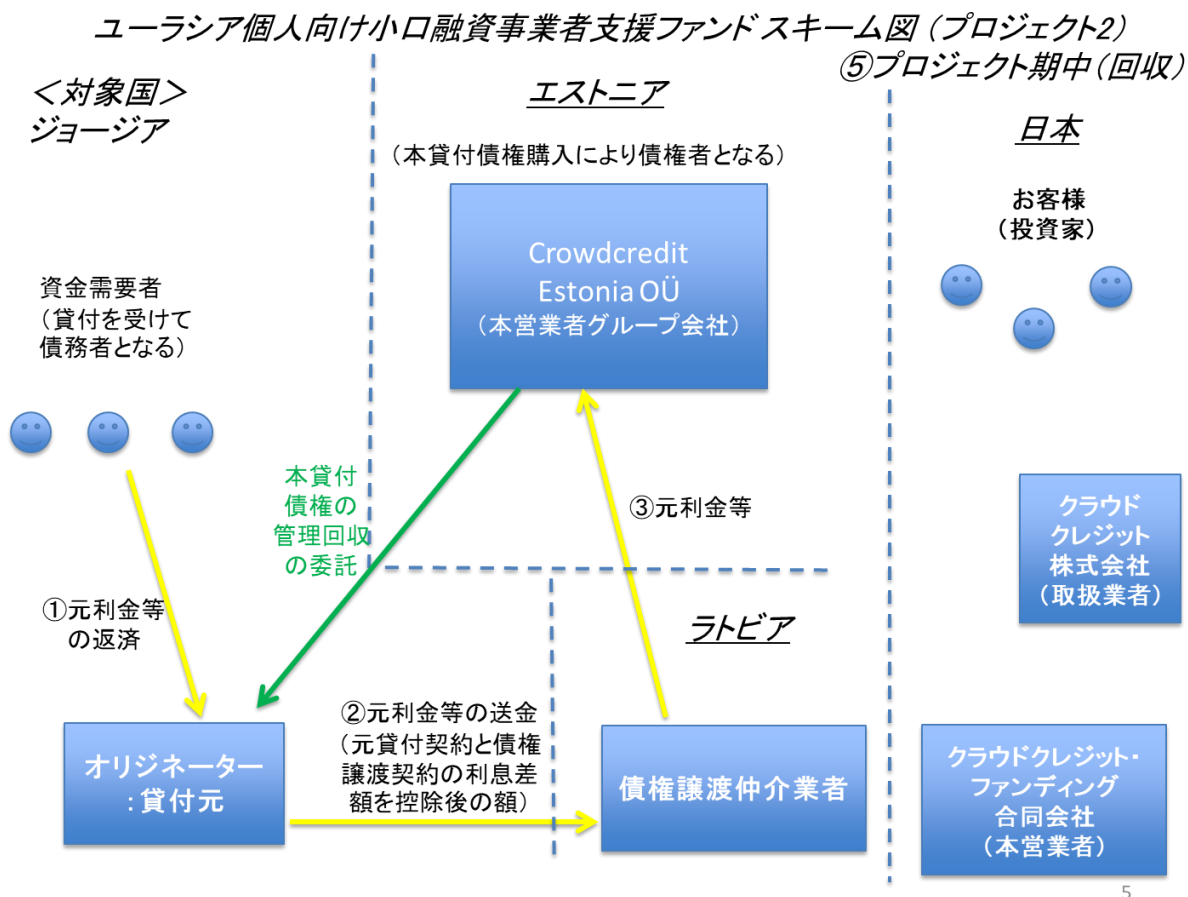 ユーラシア個人向け小口融資事業者支援ファンド スキーム図 (プロジェクト2)
⑤プロジェクト期中(回収)
＜対象国＞
ジョージア
エストニア
日本
(本貸付債権購入により債権者となる)
Crowdcredit
Estonia OÜ
(本営業者グループ会社)
お客様
(投資家)
資金需要者
(貸付を受けて
債務者となる)
本貸付
債権の
管理回収
の委託
③元利金等
クラウド
クレジット
株式会社
(取扱業者)
①元利金等
の返済
ラトビア
②元利金等の送金
(元貸付契約と債権
譲渡契約の利息差
額を控除後の額)
オリジネーター
:貸付元
債権譲渡仲介業者
クラウドクレジット・
ファンディング
合同会社
(本営業者)
5